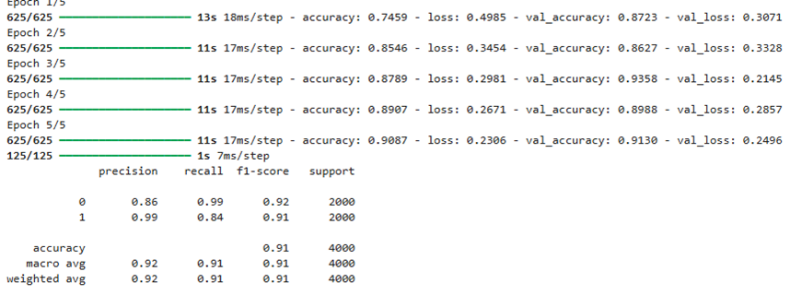 Epoch 1/5
625/625 ━━━━━━━━━━━━━━━━━━━━ 13s 18ms/step - accuracy: 0.7459 - loss: 0.4985 - val_accuracy: 0.8723 - val_loss: 0.3071
Epoch 2/5
625/625 ━━━━━━━━━━━━━━━━━━━━ 11s 17ms/step - accuracy: 0.8546 - loss: 0.3454 - val_accuracy: 0.8627 - val_loss: 0.3328
Epoch 3/5
625/625 ━━━━━━━━━━━━━━━━━━━━ 11s 17ms/step - accuracy: 0.8789 - loss: 0.2981 - val_accuracy: 0.9358 - val_loss: 0.2145
Epoch 4/5
625/625 ━━━━━━━━━━━━━━━━━━━━ 11s 17ms/step - accuracy: 0.8907 - loss: 0.2671 - val_accuracy: 0.8988 - val_loss: 0.2857
Epoch 5/5
625/625 ━━━━━━━━━━━━━━━━━━━━ 11s 17ms/step - accuracy: 0.9087 - loss: 0.2306 - val_accuracy: 0.9130 - val_loss: 0.2496
125/125 ━━━━━━━━━━━━━━━━━━━━ 1s 7ms/step
precision recall f1-score support
0 0.86 0.99 0.92 2000
1 0.99 0.84 0.91 2000
accuracy 0.91 4000
macro avg 0.92 0.91 0.91 4000
weighted avg 0.92 0.91 0.91 4000